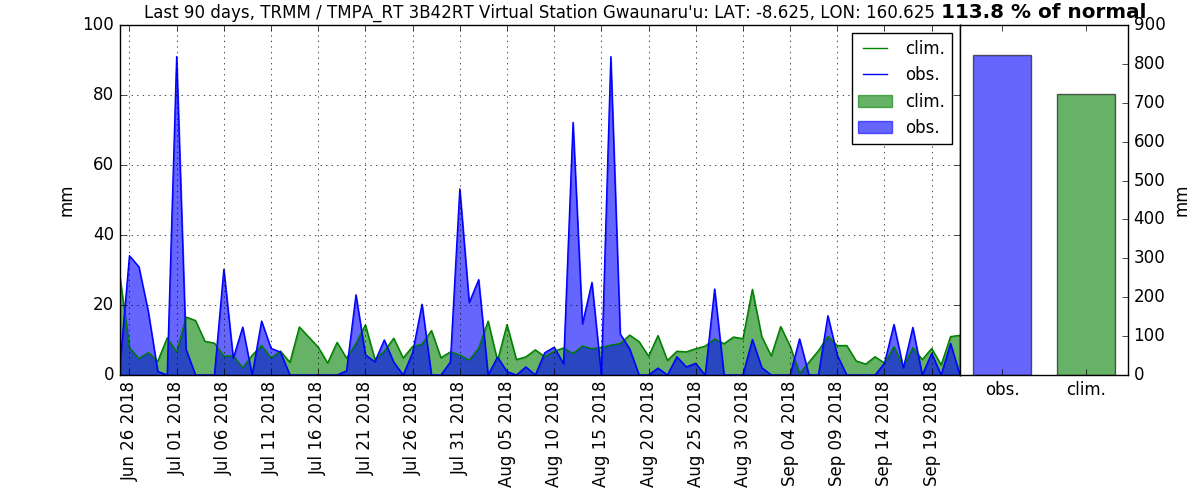 Last 90 days, TRMM / TMPA_RT 3B42RT Virtual Station Gwaunaru'u: LAT: -8.625, LON: 160.625 113.8 % of normal
100
80
60
40
20
0
mm
clim.
obs.
clim.
obs.
900
800
700
600
500
400
300
200
100
0
mm
Jun 26 2018
Jul 01 2018
Jul 06 2018
Jul 11 2018
Jul 16 2018
Jul 21 2018
Jul 26 2018
Jul 31 2018
Aug 05 2018
Aug 10 2018
Aug 15 2018
Aug 20 2018
Aug 25 2018
Aug 30 2018
Sep 04 2018
Sep 09 2018
Sep 14 2018
Sep 19 2018
obs.
clim.